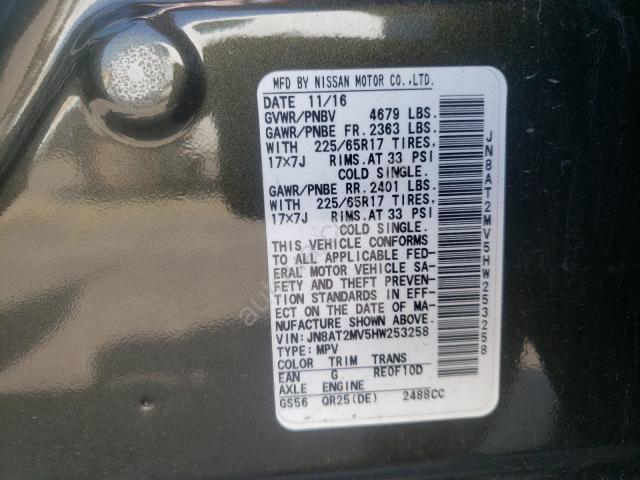 MFD BY NISSAN MOTOR CO.,LTD.
DATE 11/16
GVWR/PNBV 4679 LBS.
GAWR/PNBE FR. 2363 LBS.
WITH 225/65R17 TIRES,
17X7J RIMS.AT 33 PSI
COLD SINGLE.
GAWR/PNBE RR. 2401 LBS.
WITH 225/65R17 TIRES,
17X7J RIMS.AT 33 PSI
COLD SINGLE.
THIS VEHICLE CONFORMS
TO ALL APPLICABLE FED-
ERAL MOTOR VEHICLE SA-
FETY AND THEFT PREVEN-
TION STANDARDS IN EFF-
ECT ON THE DATE OF MA-
NUFACTURE SHOWN ABOVE.
VIN: JN8AT2MV5HW253258
TYPE: MPV
COLOR TRIM TRANS
EAN G RE0F10D
AXLE ENGINE
GS56 QR25(DE) 2488CC
JN8AT2MV5HW253258